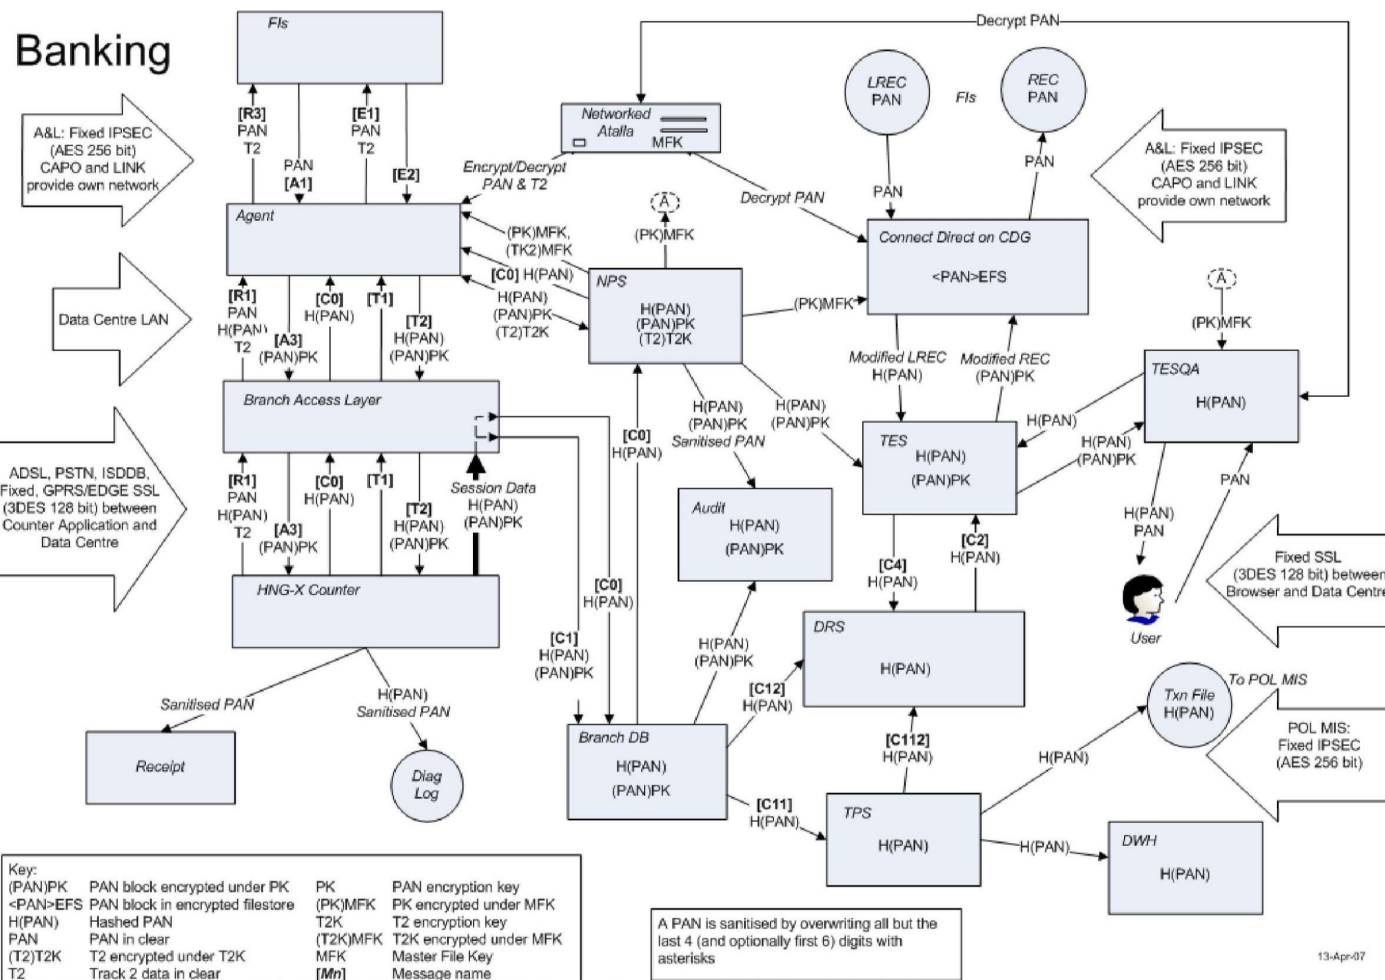 Banking
FIs
Decrypt PAN
LREC
PAN
FIs
REC
PAN
Networked
Atalla
MFK
A&L: Fixed IPSEC
(AES 256 bit)
CAPO and LINK
provide own network
[R3]
PAN
T2
PAN
[A1]
[E1]
PAN
T2
[E2]
Encrypt/Decrypt
PAN & T2
Decrypt PAN
PAN
PAN
A&L: Fixed IPSEC
(AES 256 bit)
CAPO and LINK
provide own network
Agent
(PK)MFK,
(TK2)MFK
[C0] H(PAN)
H(PAN)
(PAN)PK
(T2)T2K
A
(PK)MFK
NPS
H(PAN)
(PAN)PK
(T2)T2K
(PK)MFK
Connect Direct on CDG
<PAN>EFS
A
(PK)MFK
Data Centre LAN
[R1]
PAN
H(PAN)
T2
[A3]
(PAN)PK
[C0]
H(PAN)
[T1]
[T2]
H(PAN)
(PAN)PK
Modified LREC
H(PAN)
Modified REC
(PAN)PK
TESQA
H(PAN)
Branch Access Layer
[C0]
H(PAN)
H(PAN)
(PAN)PK
Sanitised PAN
H(PAN)
(PAN)PK
TES
H(PAN)
(PAN)PK
H(PAN)
H(PAN)
(PAN)PK
ADSL, PSTN, ISDDB,
Fixed, GPRS/EDGE SSL
(3DES 128 bit) between
Counter Application and
Data Centre
[R1]
PAN
H(PAN)
T2
[A3]
(PAN)PK
[C0]
H(PAN)
[T1]
[T2]
H(PAN)
(PAN)PK
Session Data
H(PAN)
(PAN)PK
Audit
H(PAN)
(PAN)PK
[C4]
H(PAN)
[C2]
H(PAN)
H(PAN)
PAN
PAN
User
Fixed SSL
(3DES 128 bit) between
Browser and Data Centre
HNG-X Counter
[C0]
H(PAN)
[C1]
H(PAN)
(PAN)PK
H(PAN)
(PAN)PK
[C12]
H(PAN)
DRS
H(PAN)
Sanitised PAN
H(PAN)
Sanitised PAN
Receipt
Diag
Log
Branch DB
H(PAN)
(PAN)PK
[C11]
H(PAN)
[C112]
H(PAN)
TPS
H(PAN)
H(PAN)
H(PAN)
Txn File
H(PAN)
To POL MIS
POL MIS:
Fixed IPSEC
(AES 256 bit)
DWH
H(PAN)
Key:
(PAN)PK PAN block encrypted under PK PK PAN encryption key
<PAN>EFS PAN block in encrypted filestore (PK)MFK PK encrypted under MFK
H(PAN) Hashed PAN T2K T2 encryption key
PAN PAN in clear (T2K)MFK T2K encrypted under MFK
(T2)T2K T2 encrypted under T2K MFK Master File Key
T2 Track 2 data in clear [Mn] Message name
A PAN is sanitised by overwriting all but the
last 4 (and optionally first 6) digits with
asterisks
13-Apr-07